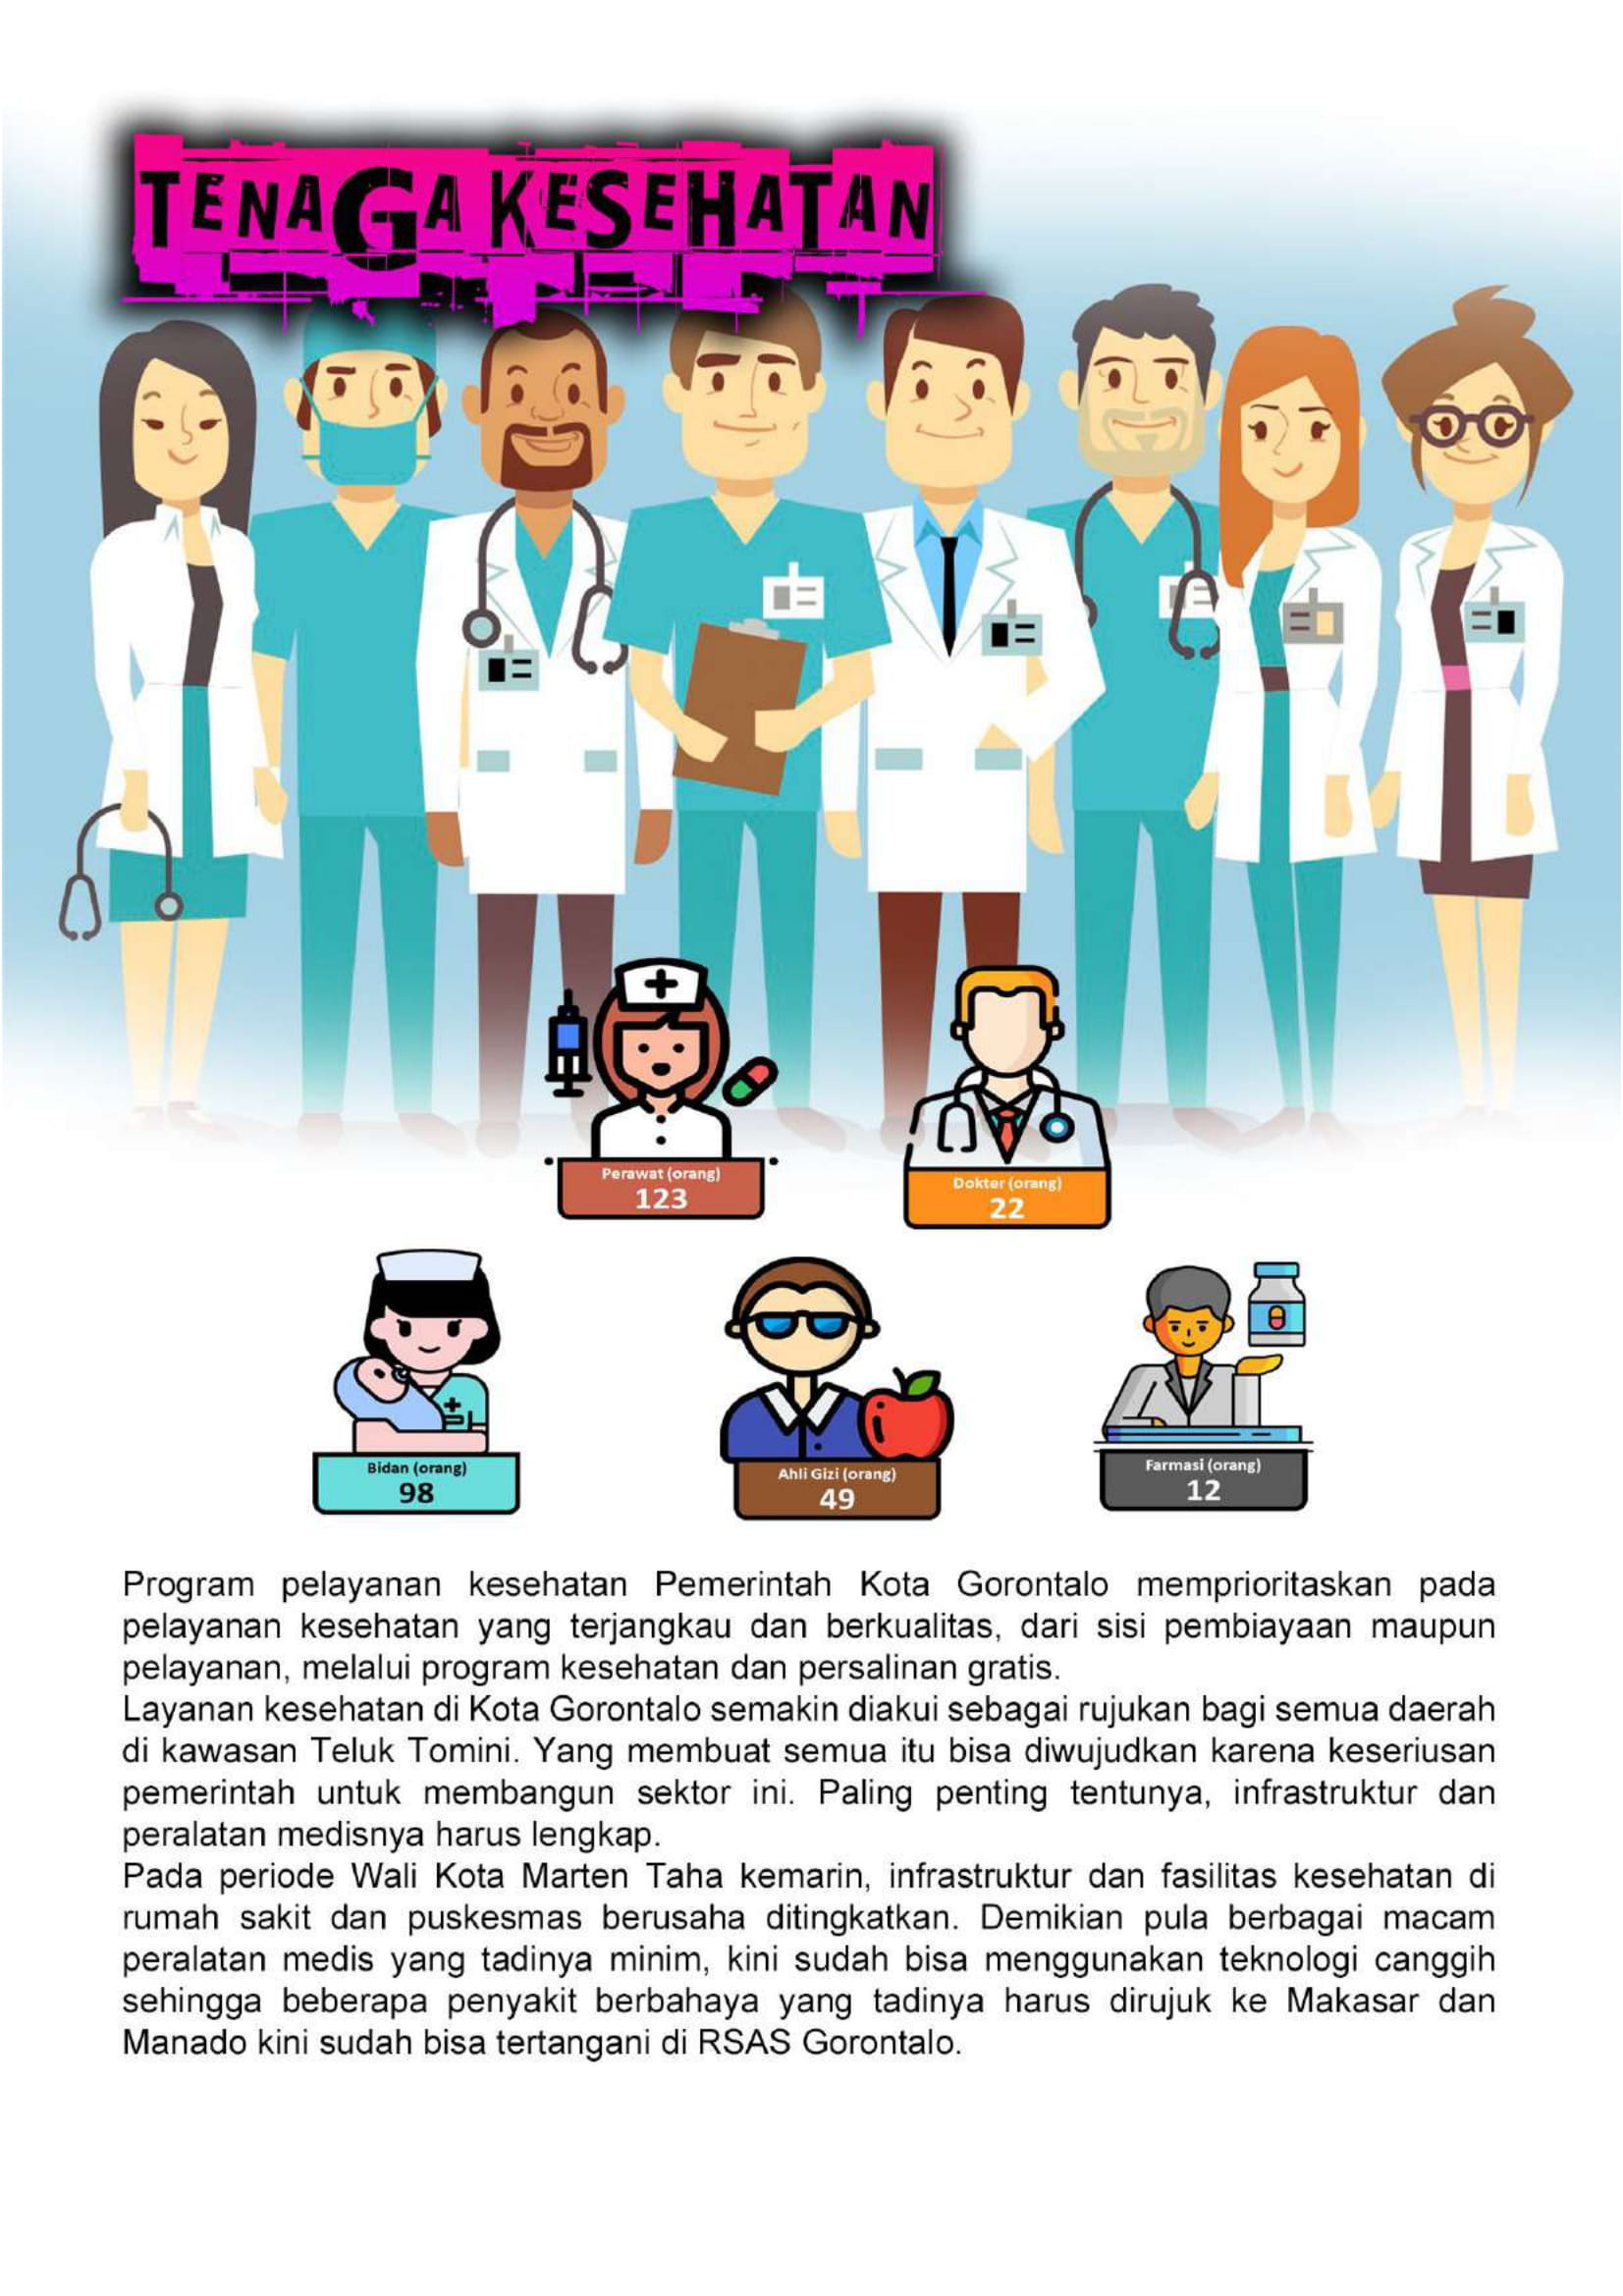 TENAGA KESEHATAN
Perawat (orang)
123
Dokter (orang)
22
Bidan (orang)
98
Ahli Gizi (orang)
49
Farmasi (orang)
12
Program pelayanan kesehatan Pemerintah Kota Gorontalo memprioritaskan pada
pelayanan kesehatan yang terjangkau dan berkualitas, dari sisi pembiayaan maupun
pelayanan, melalui program kesehatan dan persalinan gratis.
Layanan kesehatan di Kota Gorontalo semakin diakui sebagai rujukan bagi semua daerah
di kawasan Teluk Tomini. Yang membuat semua itu bisa diwujudkan karena keseriusan
pemerintah untuk membangun sektor ini. Paling penting tentunya, infrastruktur dan
peralatan medisnya harus lengkap.
Pada periode Wali Kota Marten Taha kemarin, infrastruktur dan fasilitas kesehatan di
rumah sakit dan puskesmas berusaha ditingkatkan. Demikian pula berbagai macam
peralatan medis yang tadinya minim, kini sudah bisa menggunakan teknologi canggih
sehingga beberapa penyakit berbahaya yang tadinya harus dirujuk ke Makasar dan
Manado kini sudah bisa tertangani di RSAS Gorontalo.